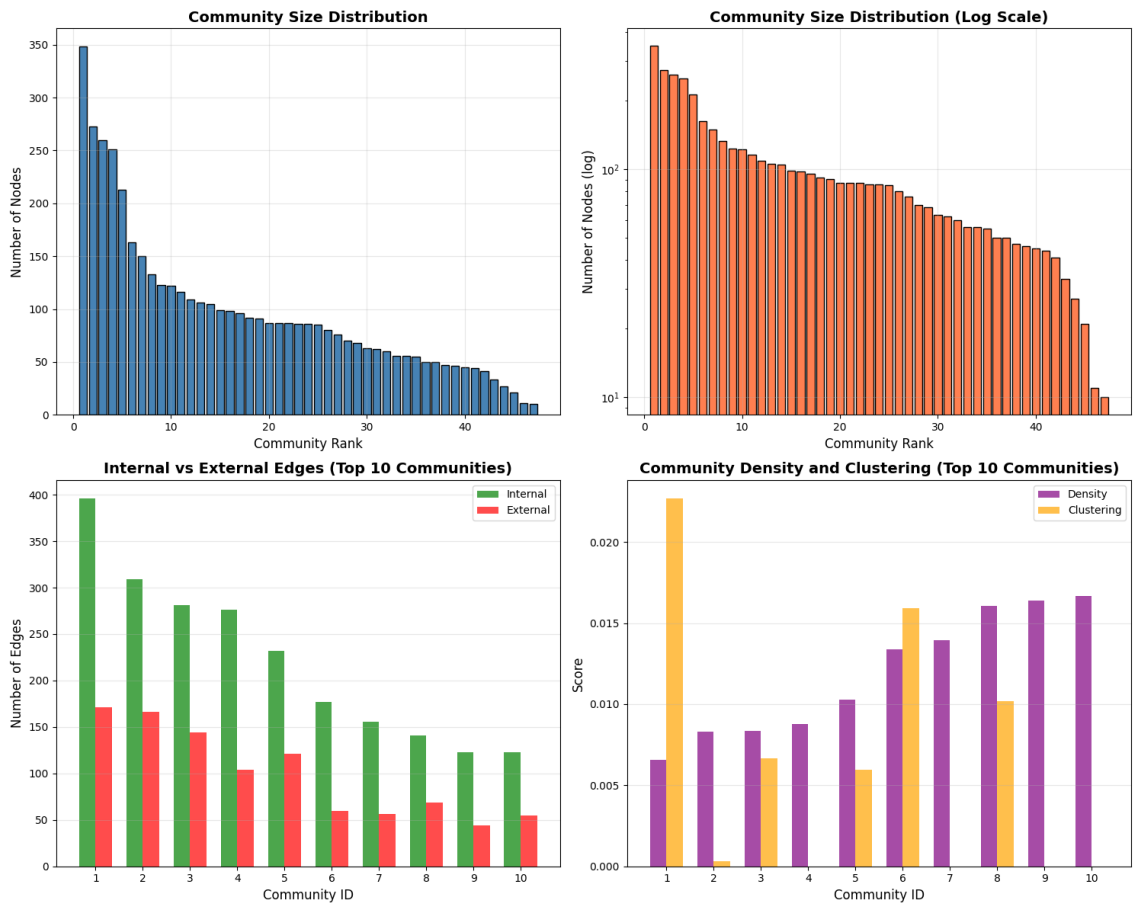 Community Size Distribution
Number of Nodes
350
300
250
200
150
100
50
0
0 10 20 30 40
Community Rank
Community Size Distribution (Log Scale)
Number of Nodes (log)
10²
10¹
0 10 20 30 40
Community Rank
Internal vs External Edges (Top 10 Communities)
Internal
External
Number of Edges
400
350
300
250
200
150
100
50
0
1 2 3 4 5 6 7 8 9 10
Community ID
Community Density and Clustering (Top 10 Communities)
Density
Clustering
Score
0.020
0.015
0.010
0.005
0.000
1 2 3 4 5 6 7 8 9 10
Community ID